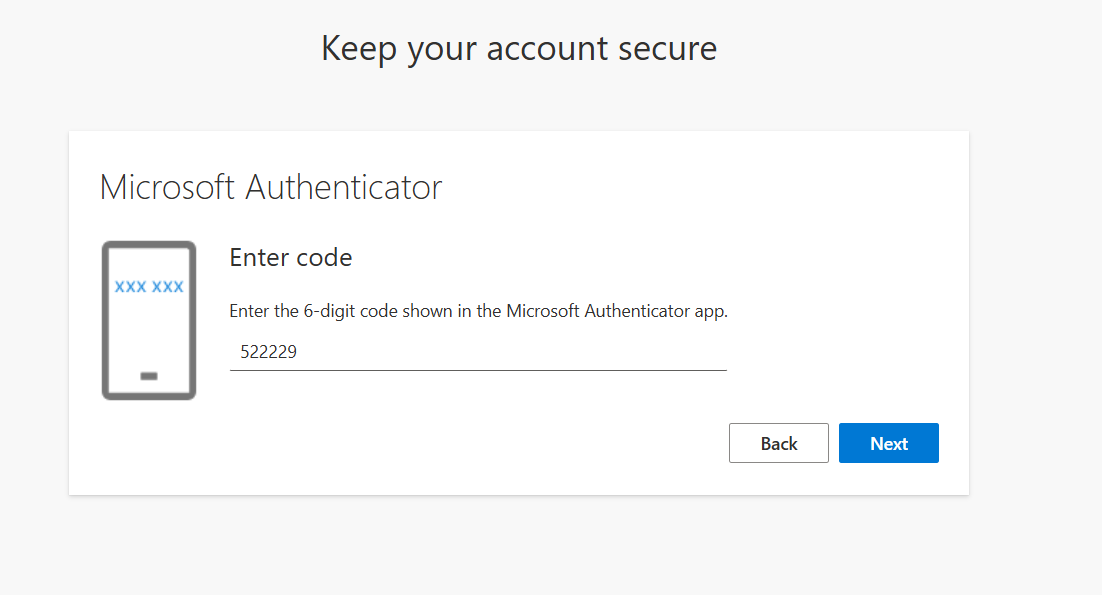 Keep your account secure
Microsoft Authenticator
Enter code
XXX XXX
Enter the 6-digit code shown in the Microsoft Authenticator app.
522229
Back
Next